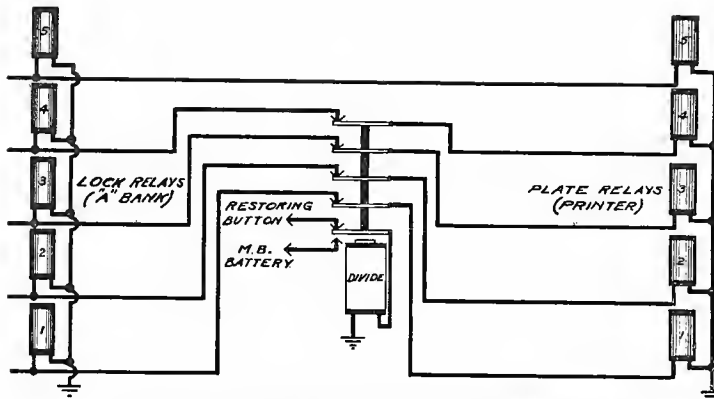 5
4
3
2
1
LOCK RELAYS
("A" BANK)
RESTORING
BUTTON
M.B.
BATTERY
DIVIDE
PLATE RELAYS
(PRINTER)
5
4
3
2
1